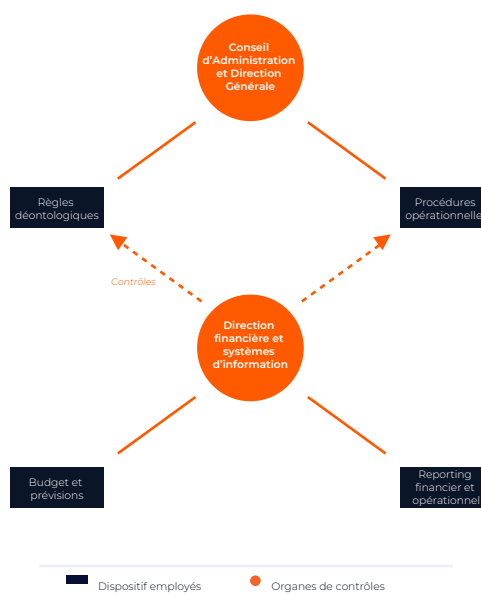 Conseil
d'Administration
et Direction
Générale
Règles
déontologiques
Procédures
opérationnelle
Contrôles
Direction
financière et
systèmes
d'information
Budget et
prévisions
Reporting
financier et
opérationnel
Dispositif employés
Organes de contrôles